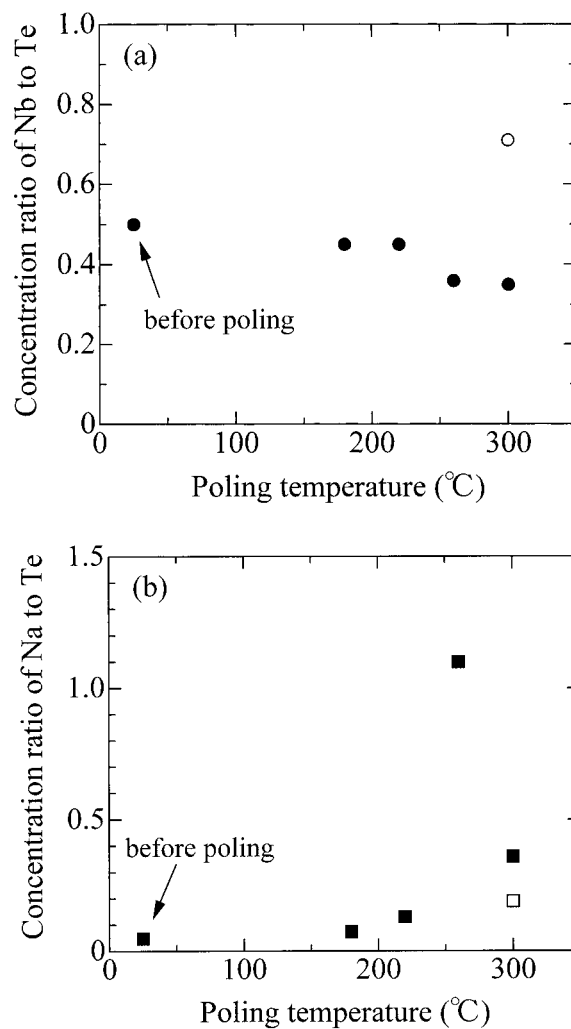 (a)
Concentration ratio of Nb to Te
1.0
0.8
0.6
0.4
0.2
0
before poling
0 100 200 300
Poling temperature (℃)
(b)
Concentration ratio of Na to Te
1.5
1.0
0.5
0
before poling
0 100 200 300
Poling temperature (℃)